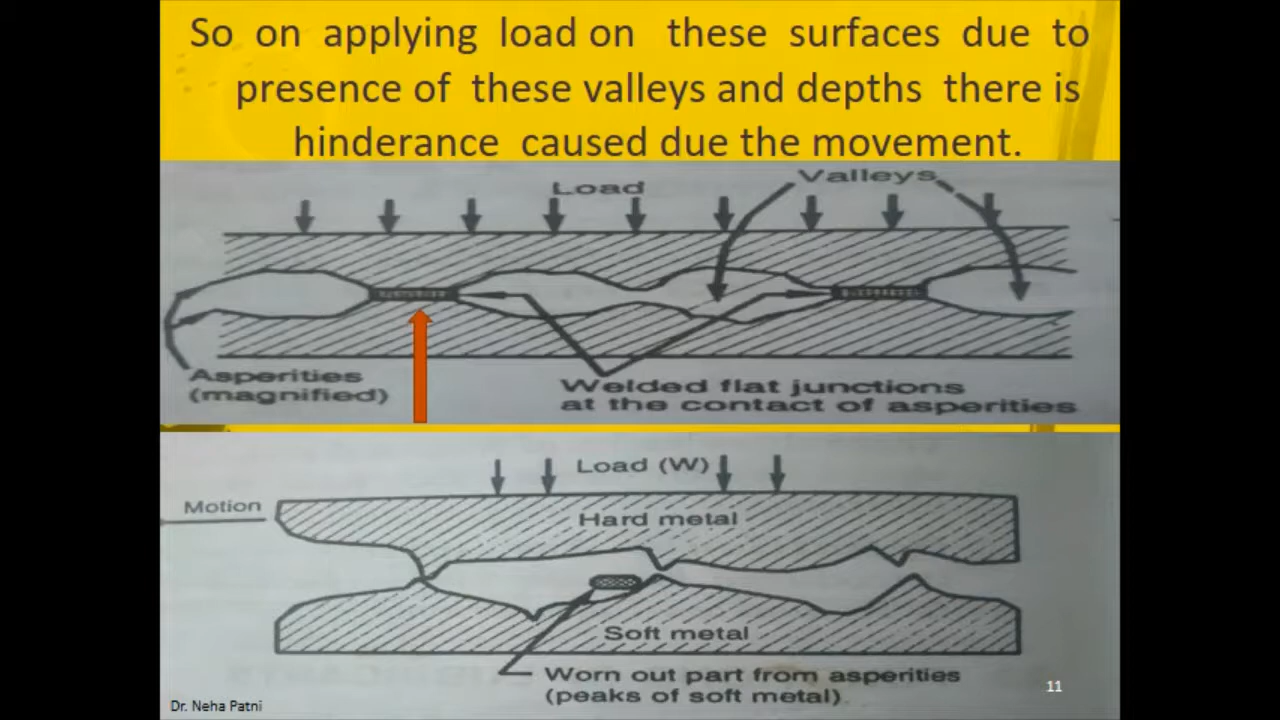 So on applying load on these surfaces due to
presence of these valleys and depths there is
hinderance caused due the movement.
Load
Valleys
Asperities
(magnified)
Welded flat junctions
at the contact of asperities
Load (W)
Motion
Hard metal
Soft metal
Worn out part from asperities
(peaks of soft metal)
11
Dr. Neha Patni